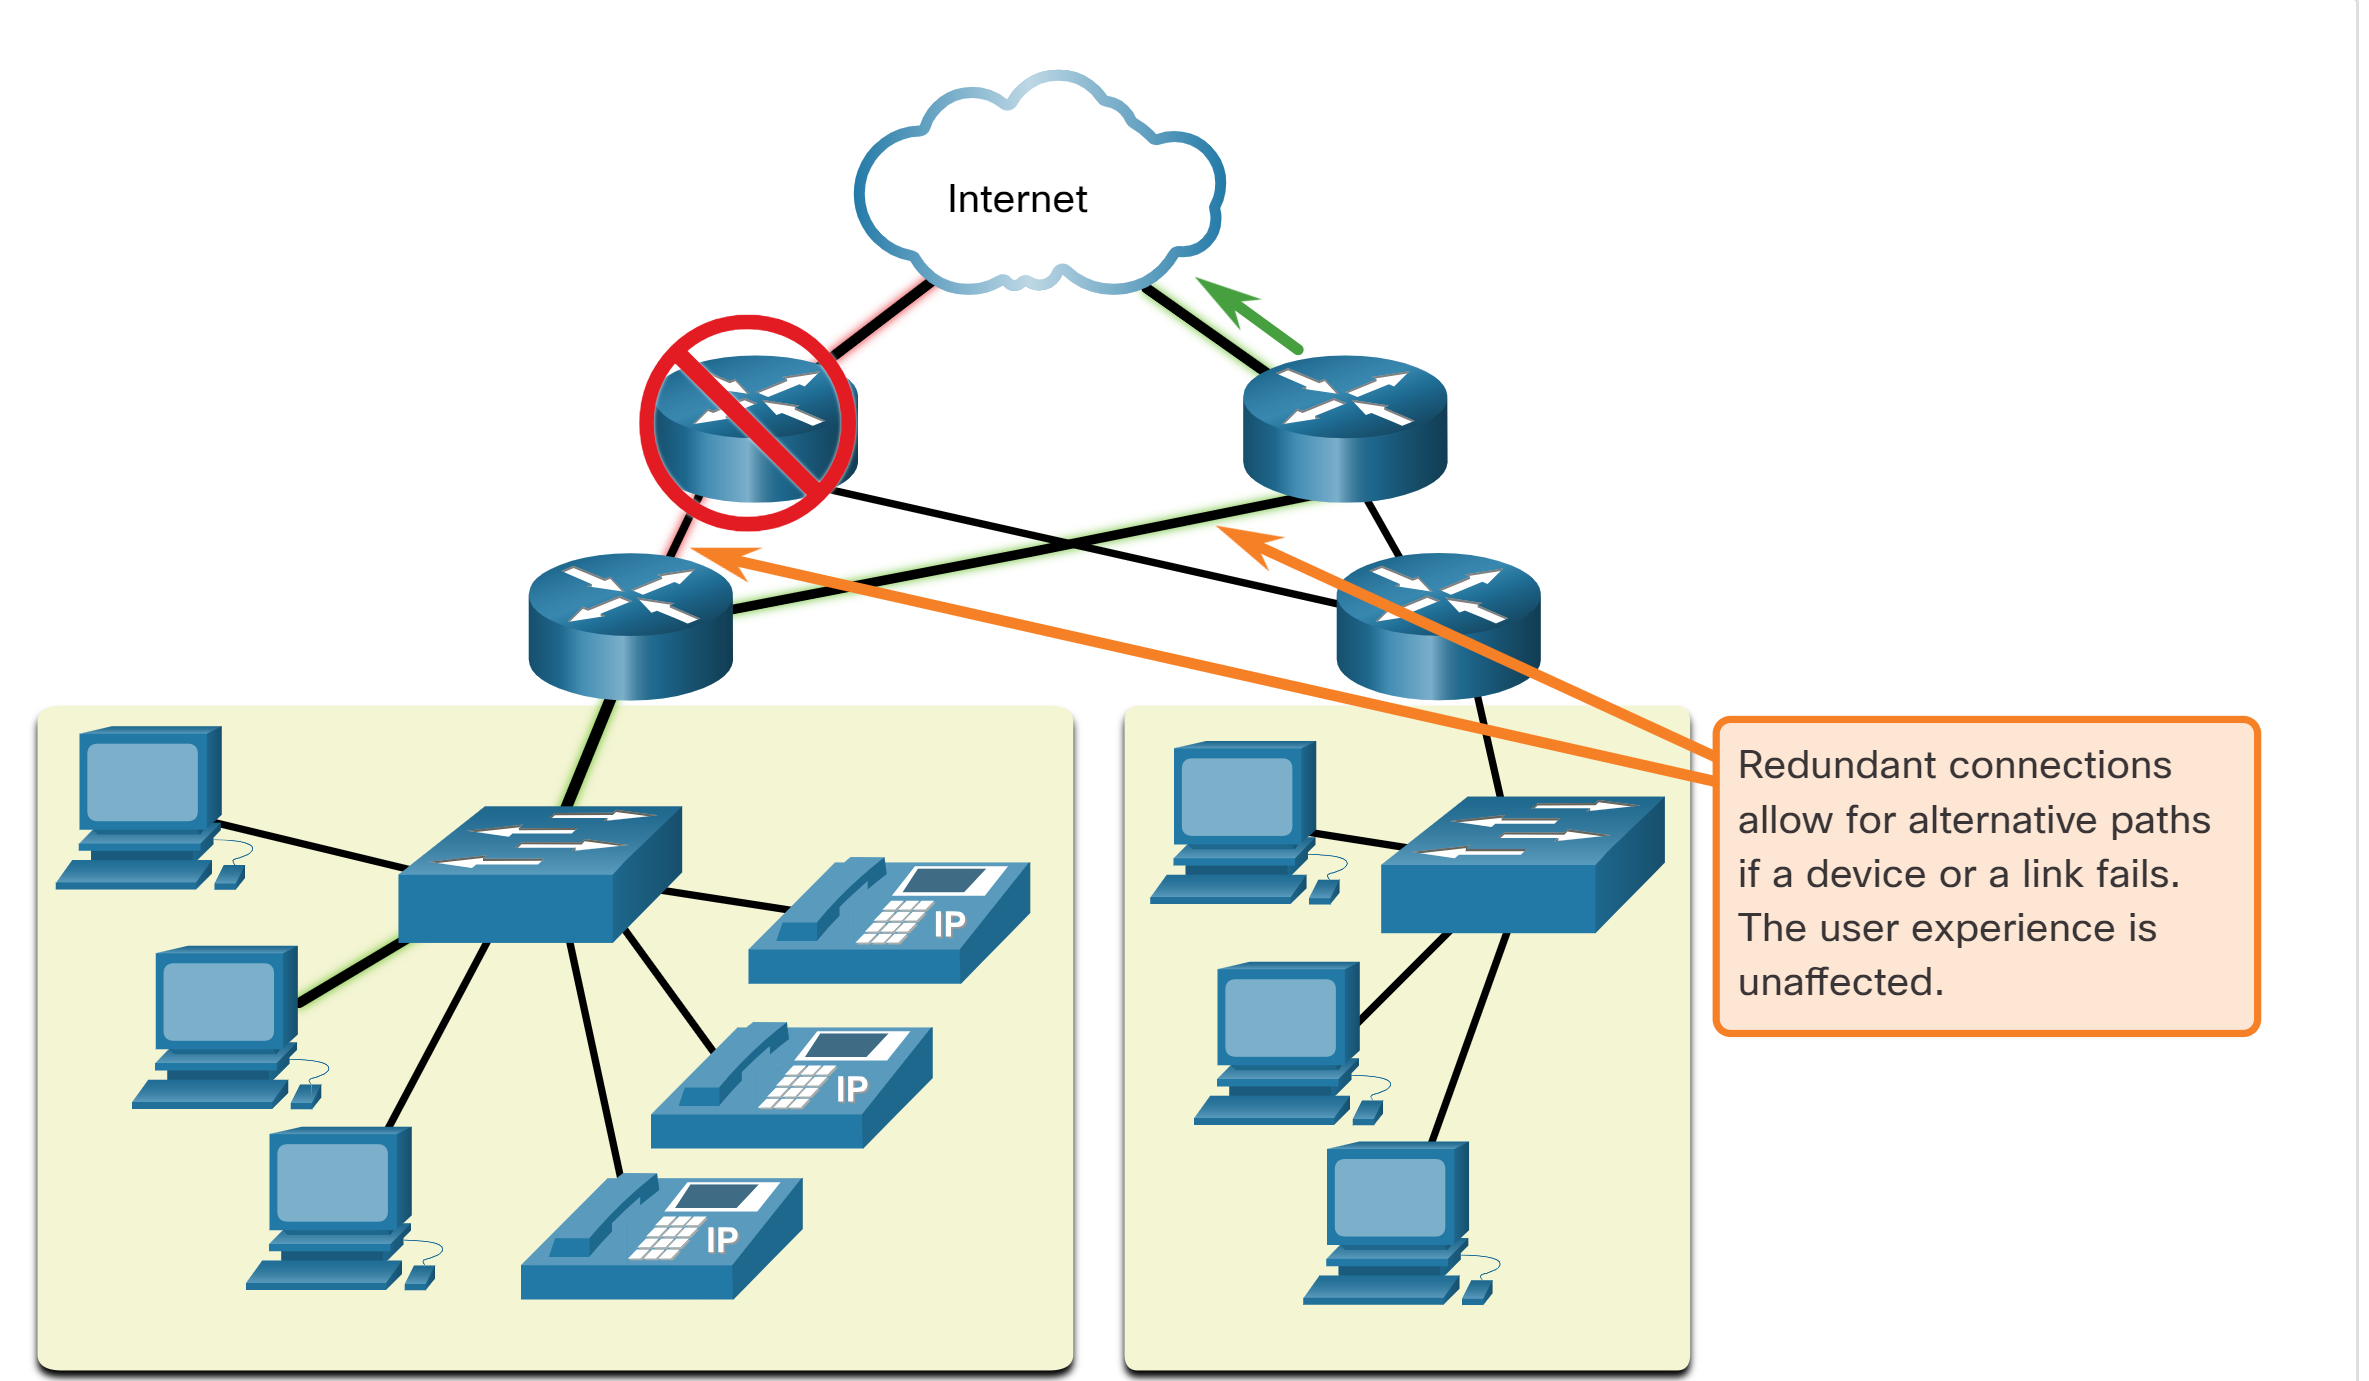 Internet
Redundant connections
allow for alternative paths
if a device or a link fails.
The user experience is
unaffected.
IP
IP
IP